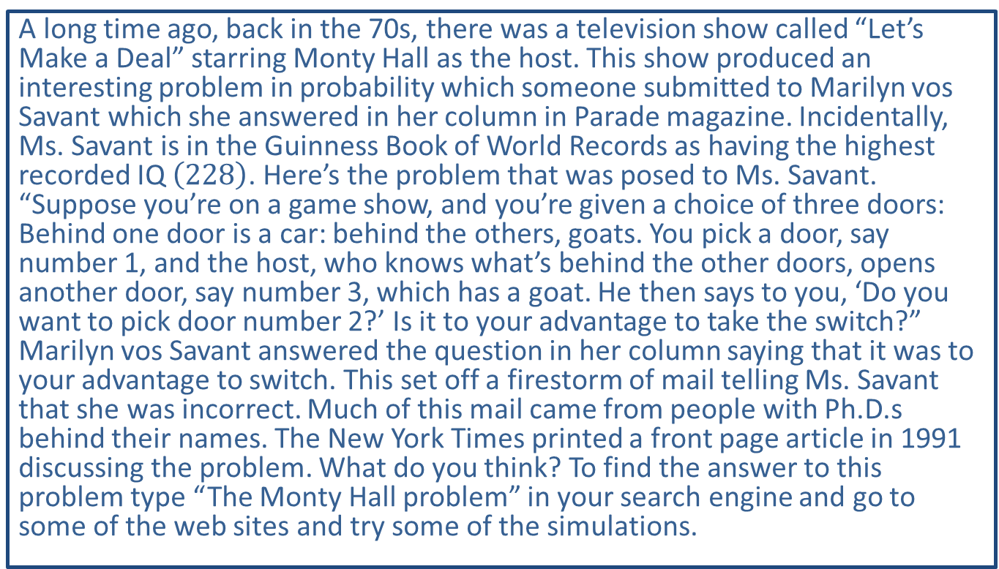 A long time ago, back in the 70s, there was a television show called “Let’s
Make a Deal” starring Monty Hall as the host. This show produced an
interesting problem in probability which someone submitted to Marilyn vos
Savant which she answered in her column in Parade magazine. Incidentally,
Ms. Savant is in the Guinness Book of World Records as having the highest
recorded IQ (228). Here’s the problem that was posed to Ms. Savant.
“Suppose you’re on a game show, and you’re given a choice of three doors:
Behind one door is a car: behind the others, goats. You pick a door, say
number 1, and the host, who knows what’s behind the other doors, opens
another door, say number 3, which has a goat. He then says to you, ‘Do you
want to pick door number 2?’ Is it to your advantage to take the switch?”
Marilyn vos Savant answered the question in her column saying that it was to
your advantage to switch. This set off a firestorm of mail telling Ms. Savant
that she was incorrect. Much of this mail came from people with Ph.D.s
behind their names. The New York Times printed a front page article in 1991
discussing the problem. What do you think? To find the answer to this
problem type “The Monty Hall problem” in your search engine and go to
some of the web sites and try some of the simulations.